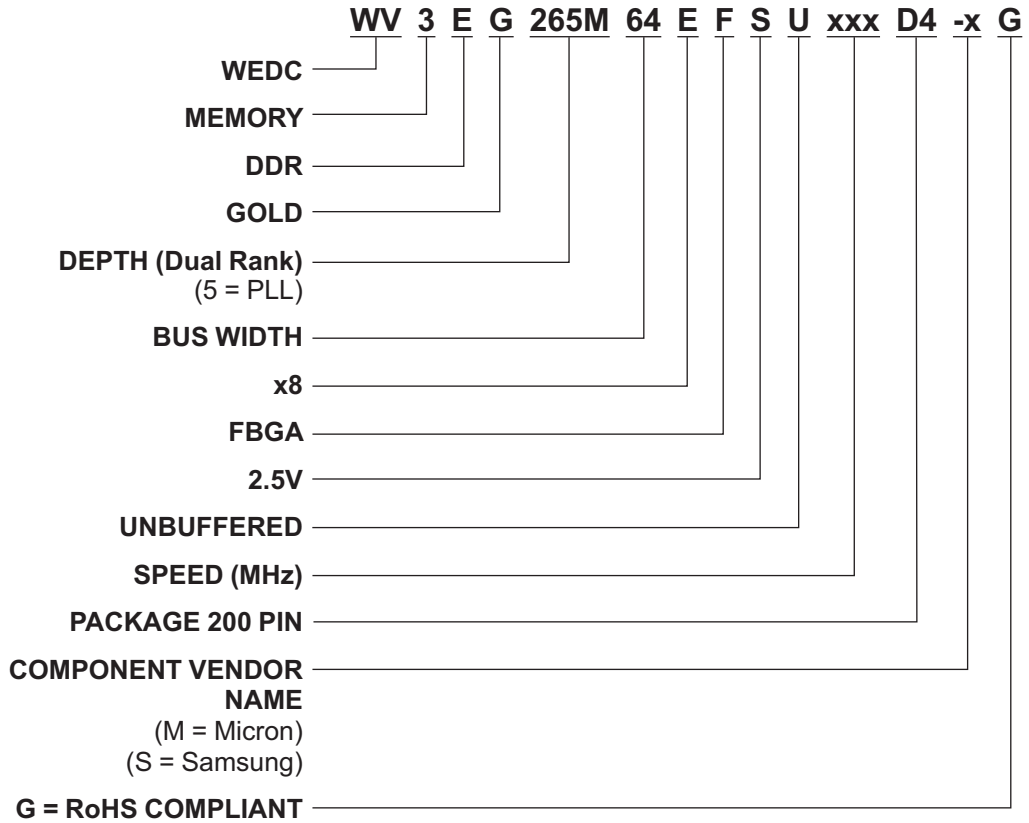 WV 3 E G 265M 64 E F S U xxx D4 -x G
WEDC
MEMORY
DDR
GOLD
DEPTH (Dual Rank)
(5 = PLL)
BUS WIDTH
x8
FBGA
2.5V
UNBUFFERED
SPEED (MHz)
PACKAGE 200 PIN
COMPONENT VENDOR
NAME
(M = Micron)
(S = Samsung)
G = RoHS COMPLIANT